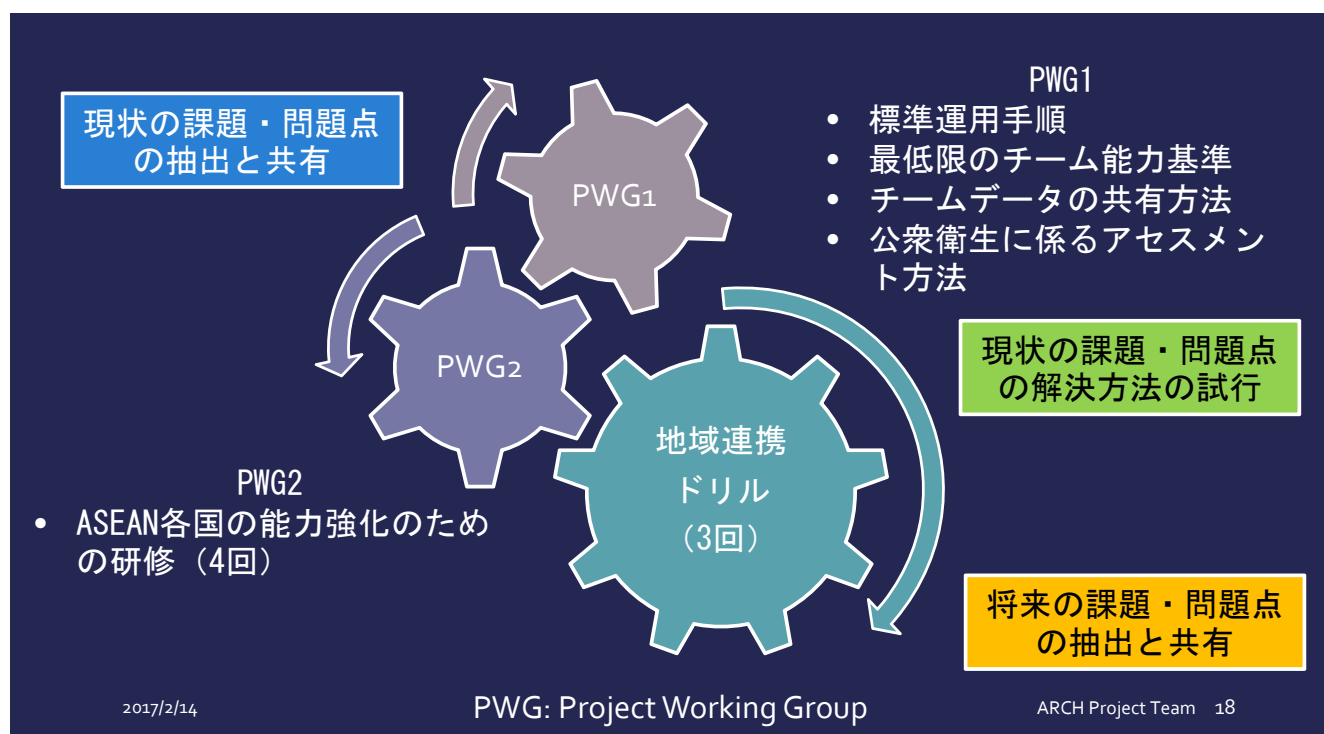 現状の課題・問題点
の抽出と共有
PWG1
PWG1
• 標準運用手順
• 最低限のチーム能力基準
• チームデータの共有方法
• 公衆衛生に係るアセスメン
ト方法
PWG2
現状の課題・問題点
の解決方法の試行
地域連携
ドリル
（3回）
PWG2
• ASEAN各国の能力強化のため
の研修（4回）
将来の課題・問題点
の抽出と共有
2017/2/14
PWG: Project Working Group
ARCH Project Team 18